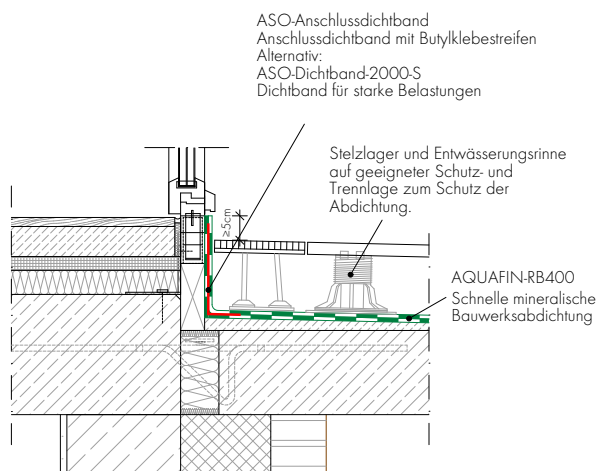 ASO-Anschlussdichtband
Anschlussdichtband mit Butylklebestreifen
Alternativ:
ASO-Dichtband-2000-S
Dichtband für starke Belastungen
Stelzlager und Entwässerungsrinne
auf geeigneter Schutz- und
Trennlage zum Schutz der
Abdichtung.
≥5cm
AQUAFIN-RB400
Schnelle mineralische
Bauwerksabdichtung